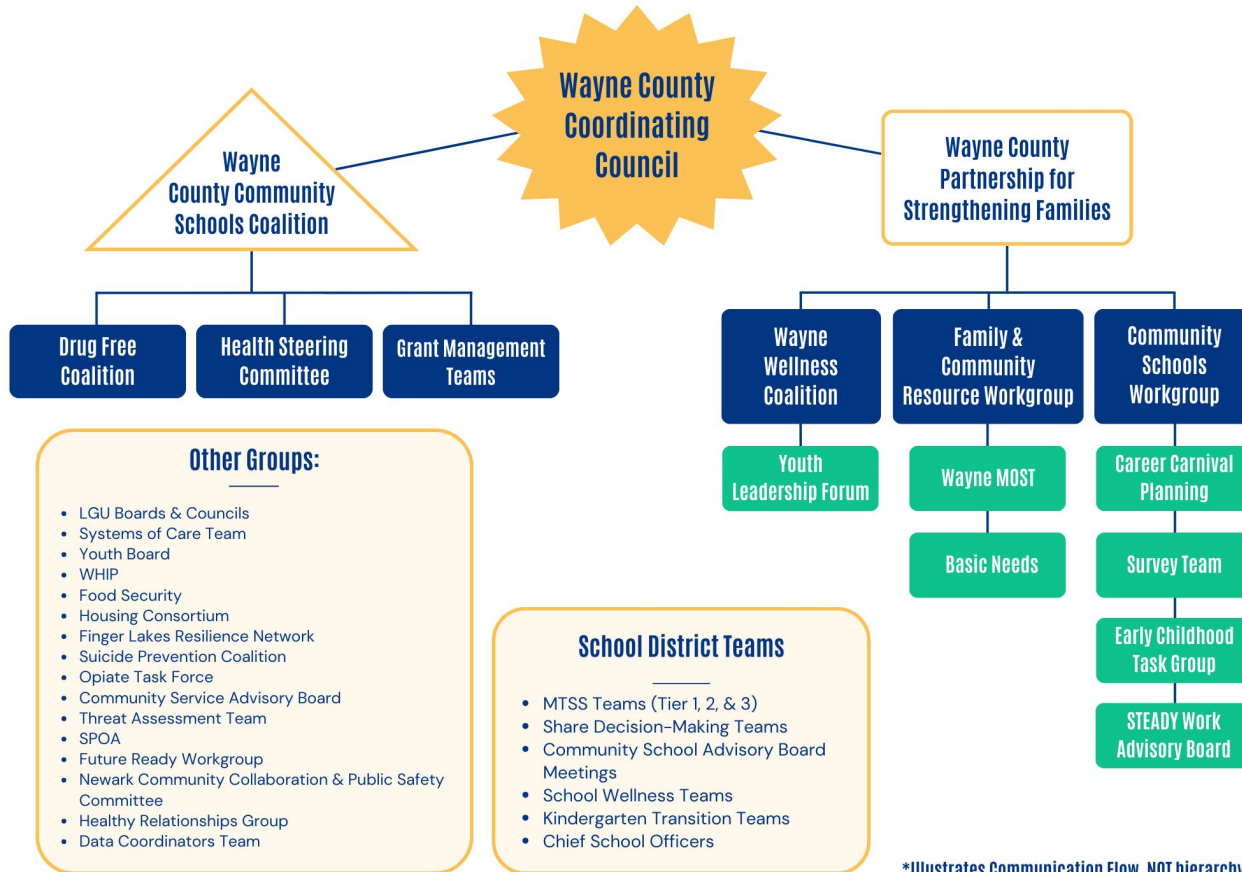 Wayne County
Coordinating
Council
Wayne
County Community
Schools Coalition
Wayne County
Partnership for
Strengthening Families
Drug Free
Coalition
Health Steering
Committee
Grant Management
Teams
Wayne
Wellness
Coalition
Family &
Community
Resource Workgroup
Community
Schools
Workgroup
Youth
Leadership Forum
Wayne MOST
Basic Needs
Career Carnival
Planning
Survey Team
Early Childhood
Task Group
STEADY Work
Advisory Board
Other Groups:
• LGU Boards & Councils
• Systems of Care Team
• Youth Board
• WHIP
• Food Security
• Housing Consortium
• Finger Lakes Resilience Network
• Suicide Prevention Coalition
• Opiate Task Force
• Community Service Advisory Board
• Threat Assessment Team
• SPOA
• Future Ready Workgroup
• Newark Community Collaboration & Public Safety
Committee
• Healthy Relationships Group
• Data Coordinators Team
School District Teams
• MTSS Teams (Tier 1, 2, & 3)
• Share Decision-Making Teams
• Community School Advisory Board
Meetings
• School Wellness Teams
• Kindergarten Transition Teams
• Chief School Officers
*Illustrates Communication Flow, NOT hierarchy